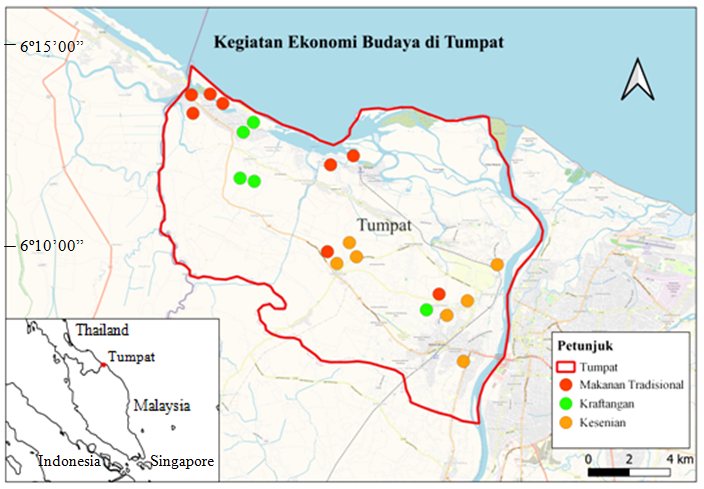 Kegiatan Ekonomi Budaya di Tumpat
6°15'00''
6°10'00''
Tumpat
Thailand
Tumpat
Malaysia
Indonesia
Singapore
Petunjuk
Tumpat
Makanan Tradisional
Kraftangan
Kesenian
0 2 4 km